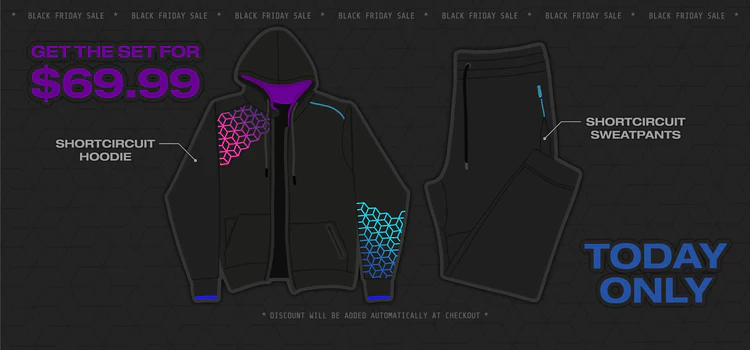 * BLACK FRIDAY SALE * BLACK FRIDAY SALE * BLACK FRIDAY SALE * BLACK FRIDAY SALE * BLACK FRIDAY SALE * BLACK FRIDAY SALE * BLACK FRIDAY SALE *
GET THE SET FOR
$69.99
SHORTCIRCUIT
HOODIE
SHORTCIRCUIT
SWEATPANTS
TODAY
ONLY
* DISCOUNT WILL BE ADDED AUTOMATICALLY AT CHECKOUT *